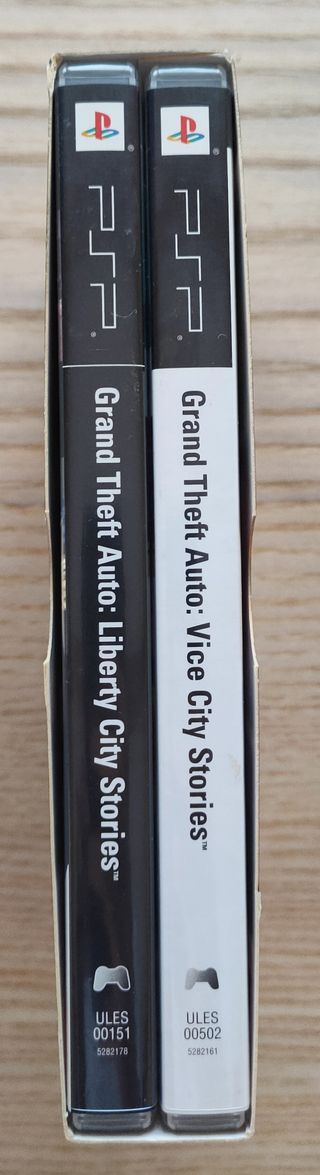 PSP®
Grand Theft Auto: Liberty City Stories™
ULES
00151
5282178
PSP®
Grand Theft Auto: Vice City Stories™
ULES
00502
5282161